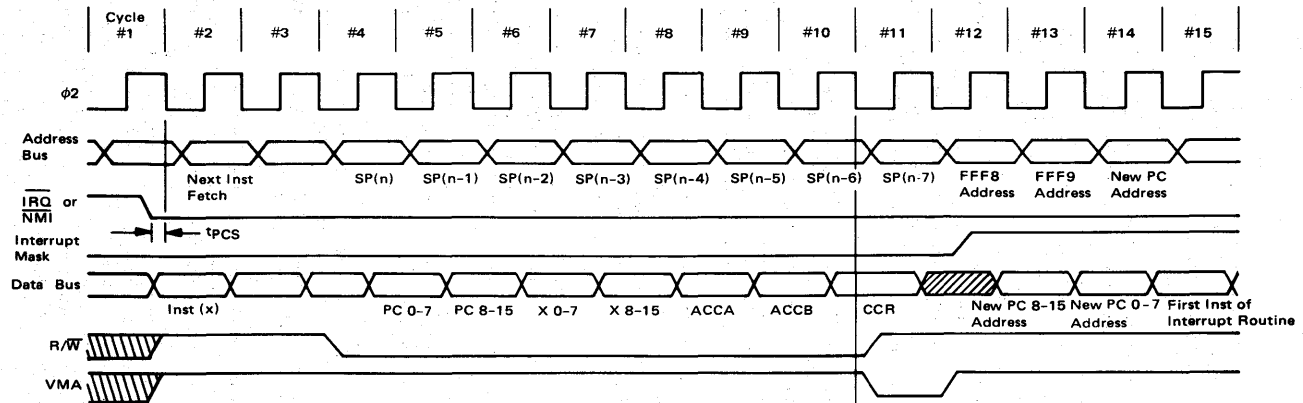 Cycle
#1 #2 #3 #4 #5 #6 #7 #8 #9 #10 #11 #12 #13 #14 #15
φ2
Address
Bus
Next Inst
Fetch
SP(n) SP(n-1) SP(n-2) SP(n-3) SP(n-4) SP(n-5) SP(n-6) SP(n-7)
FFF8
Address
FFF9
Address
New PC
Address
I̅R̅Q̅ or
N̅M̅I̅
tPCS
Interrupt
Mask
Data Bus
Inst (x) PC 0-7 PC 8-15 X 0-7 X 8-15 ACCA ACCB CCR
New PC 8-15
Address
New PC 0-7
Address
First Inst of
Interrupt Routine
R/W̅
VMA